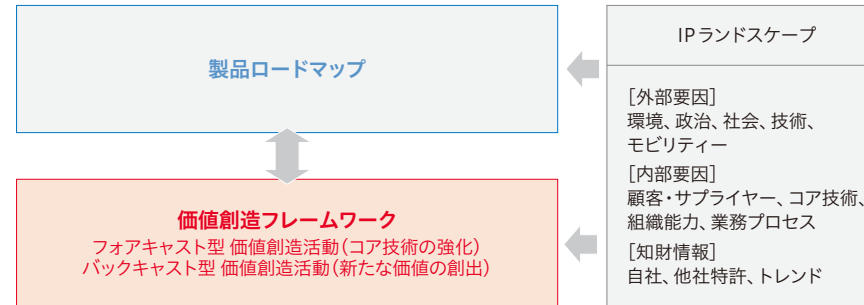 製品ロードマップ
価値創造フレームワーク
フォアキャスト型 価値創造活動（コア技術の強化）
バックキャスト型 価値創造活動（新たな価値の創出）
IPランドスケープ
［外部要因］
環境、政治、社会、技術、
モビリティー
［内部要因］
顧客・サプライヤー、コア技術、
組織能力、業務プロセス
［知財情報］
自社、他社特許、トレンド